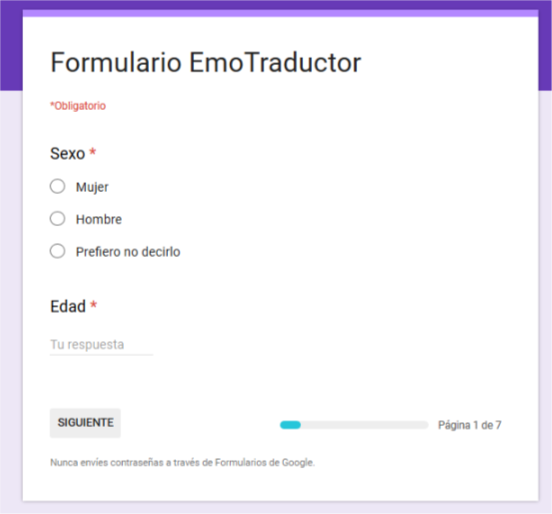 Formulario EmoTraductor
*Obligatorio
Sexo *
Mujer
Hombre
Prefiero no decirlo
Edad *
Tu respuesta
SIGUIENTE
Página 1 de 7
Nunca envíes contraseñas a través de Formularios de Google.